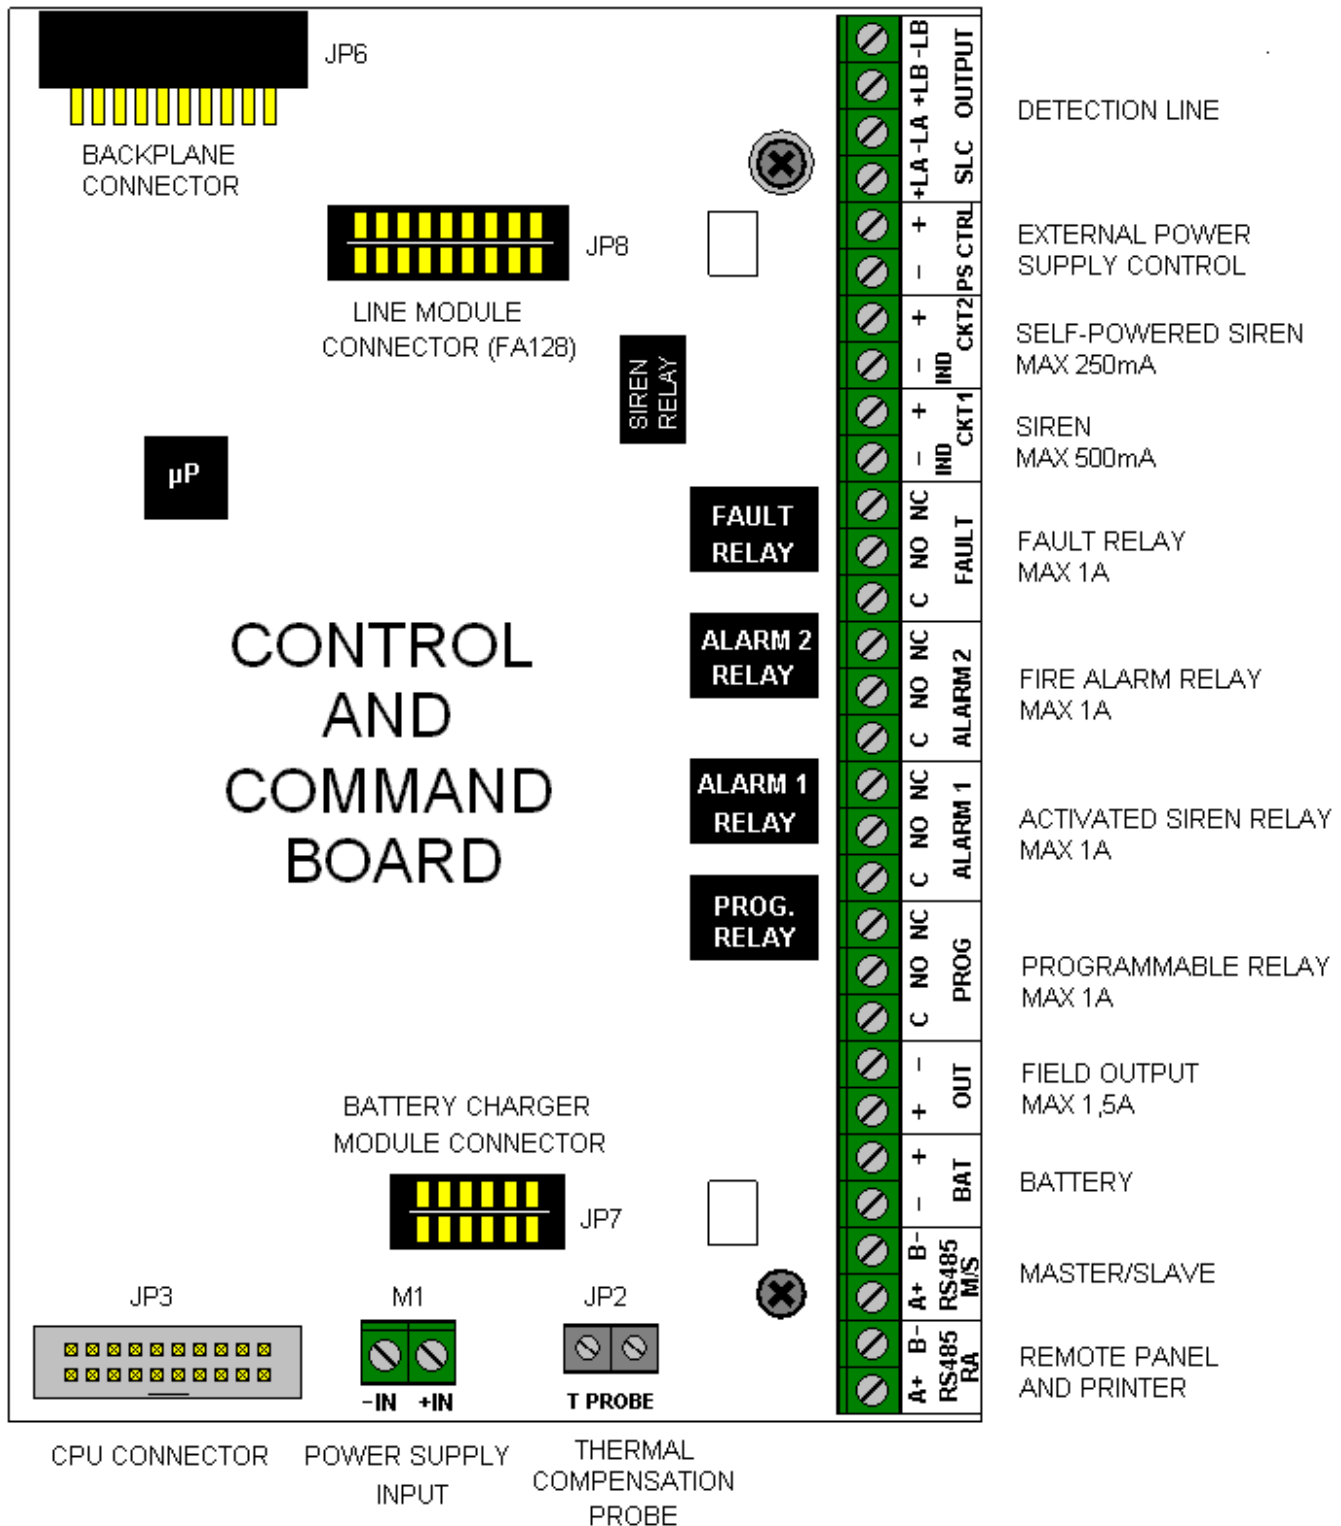 JP6
BACKPLANE
CONNECTOR
JP8
LINE MODULE
CONNECTOR (FA128)
SIREN
RELAY
µP
FAULT
RELAY
ALARM 2
RELAY
ALARM 1
RELAY
PROG.
RELAY
CONTROL
AND
COMMAND
BOARD
BATTERY CHARGER
MODULE CONNECTOR
JP7
JP3
CPU CONNECTOR
M1
-IN +IN
POWER SUPPLY
INPUT
JP2
T PROBE
THERMAL
COMPENSATION
PROBE
+LA -LA +LB -LB
SLC OUTPUT
DETECTION LINE
- +
PS CTRL
EXTERNAL POWER
SUPPLY CONTROL
- +
IND CKT2
SELF-POWERED SIREN
MAX 250mA
- +
IND CKT1
SIREN
MAX 500mA
C NO NC
FAULT
FAULT RELAY
MAX 1A
C NO NC
ALARM 2
FIRE ALARM RELAY
MAX 1A
C NO NC
ALARM 1
ACTIVATED SIREN RELAY
MAX 1A
C NO NC
PROG
PROGRAMMABLE RELAY
MAX 1A
+ -
OUT
FIELD OUTPUT
MAX 1,5A
- +
BAT
BATTERY
A+ B-
RS485
M/S
MASTER/SLAVE
A+ B-
RS485
RA
REMOTE PANEL
AND PRINTER